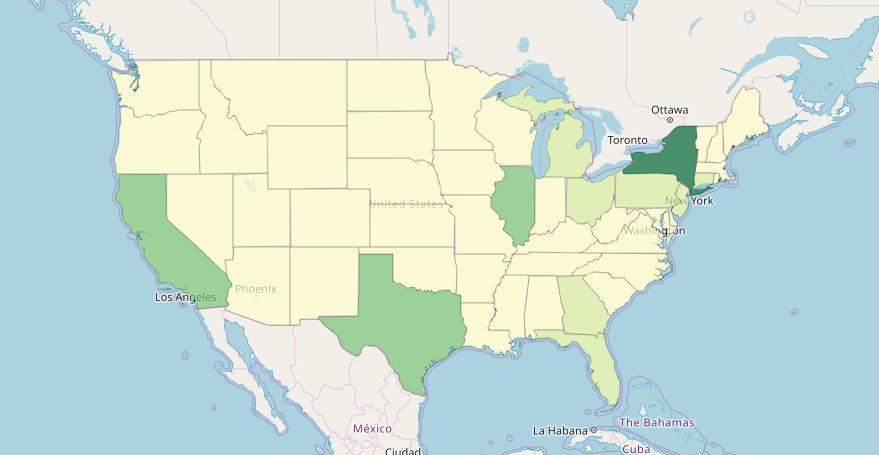 Ottawa
Toronto
New York
United States
Washington
Phoenix
Los Angeles
México
La Habana
The Bahamas
Cuba
Ciudad